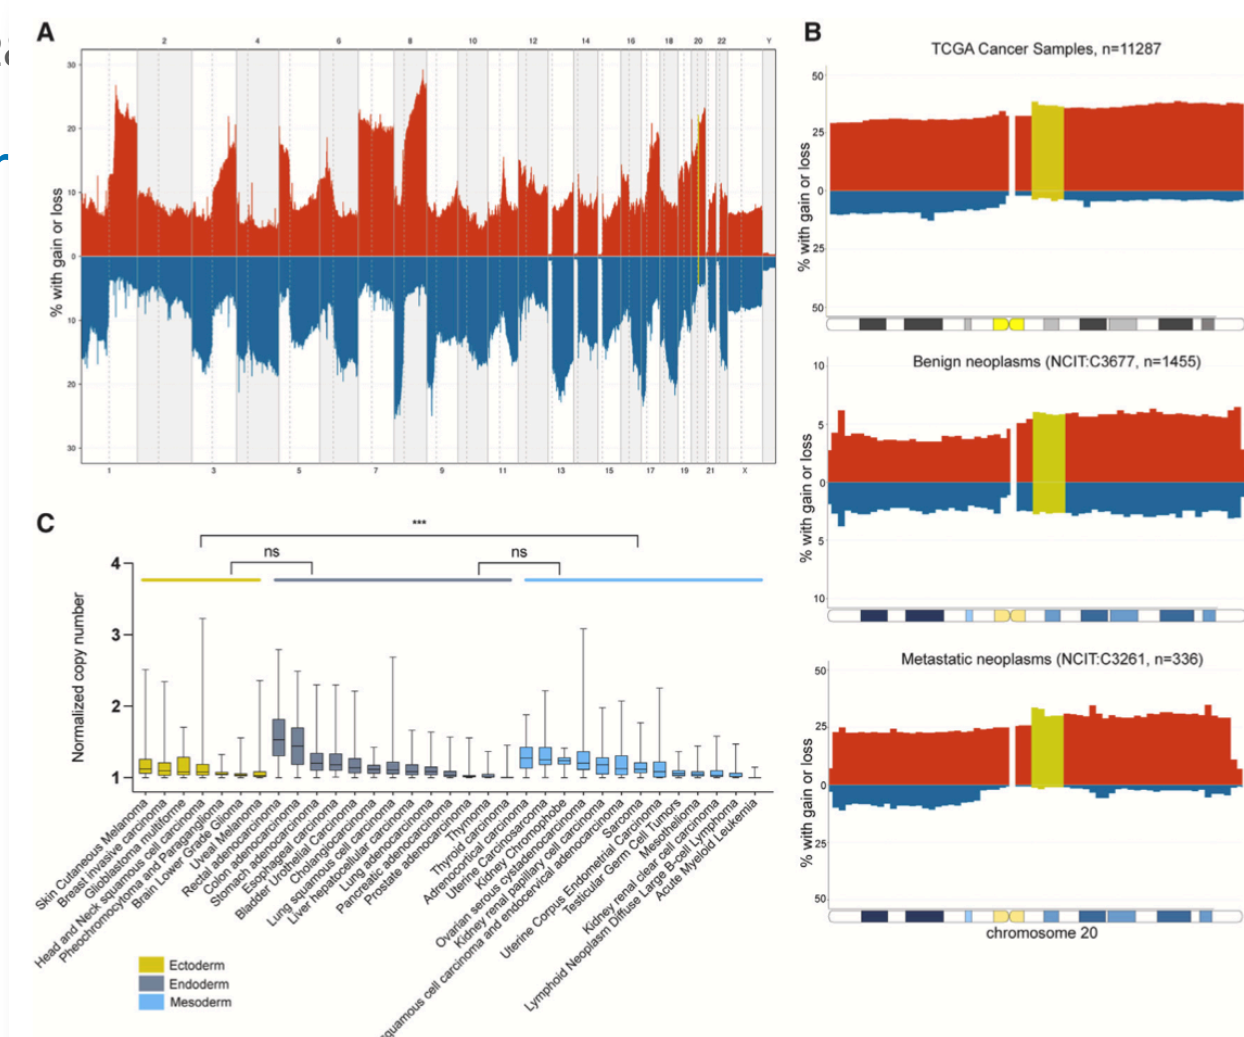 A
2 4 6 8 10 12 14 16 18 20 22 Y
30
20
10
0
10
20
30
% with gain or loss
1 3 5 7 9 11 13 15 17 19 21 X
B
TCGA Cancer Samples, n=11287
50
25
0
25
50
% with gain or loss
Benign neoplasms (NCIT:C3677, n=1455)
10
5
0
5
10
% with gain or loss
Metastatic neoplasms (NCIT:C3261, n=336)
50
25
0
25
50
% with gain or loss
chromosome 20
C
***
ns
ns
4
3
2
1
Normalized copy number
Skin Cutaneous Melanoma
Breast invasive carcinoma
Glioblastoma multiforme
Head and Neck squamous cell carcinoma
Pheochromocytoma and Paraganglioma
Brain Lower Grade Glioma
Uveal Melanoma
Rectal adenocarcinoma
Colon adenocarcinoma
Stomach adenocarcinoma
Esophageal Carcinoma
Bladder Urothelial Carcinoma
Cholangiocarcinoma
Lung squamous cell carcinoma
Liver hepatocellular carcinoma
Lung adenocarcinoma
Pancreatic adenocarcinoma
Prostate adenocarcinoma
Thymoma
Thyroid carcinoma
Adrenocortical carcinoma
Uterine Carcinosarcoma
Kidney Chromophobe
Ovarian serous cystadenocarcinoma
Kidney renal papillary cell carcinoma
squamous cell carcinoma and endocervical adenocarcinoma
Sarcoma
Uterine Corpus Endometrial Carcinoma
Testicular Germ Cell Tumors
Mesothelioma
Kidney renal clear cell carcinoma
Lymphoid Neoplasm Diffuse Large B-cell Lymphoma
Acute Myeloid Leukemia
Ectoderm
Endoderm
Mesoderm